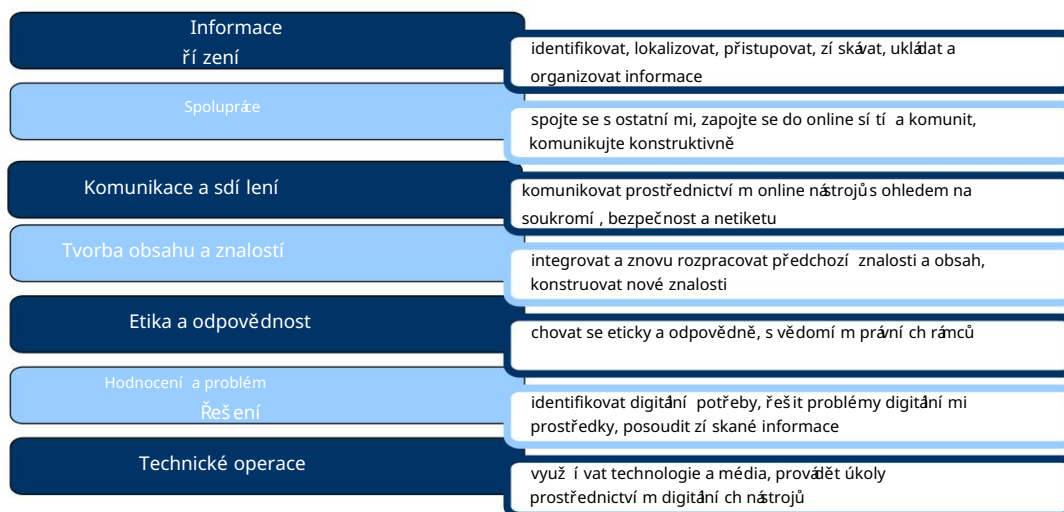 Informace
řízení
identifikovat, lokalizovat, přistupovat, získávat, ukládat a
organizovat informace
Spolupráce
spojte se s ostatními, zapojte se do online sítí a komunit,
komunikujte konstruktivně
Komunikace a sdílení
komunikovat prostřednictvím online nástrojů s ohledem na
soukromí, bezpečnost a netiketu
Tvorba obsahu a znalostí
integrovat a znovu rozpracovat předchozí znalosti a obsah,
konstruovat nové znalosti
Etika a odpovědnost
chovat se eticky a odpovědně, s vědomím právních rámců
Hodnocení a problém
Řešení
identifikovat digitální potřeby, řešit problémy digitálními
prostředky, posoudit získané informace
Technické operace
využívat technologie a média, provádět úkoly
prostřednictvím digitálních nástrojů